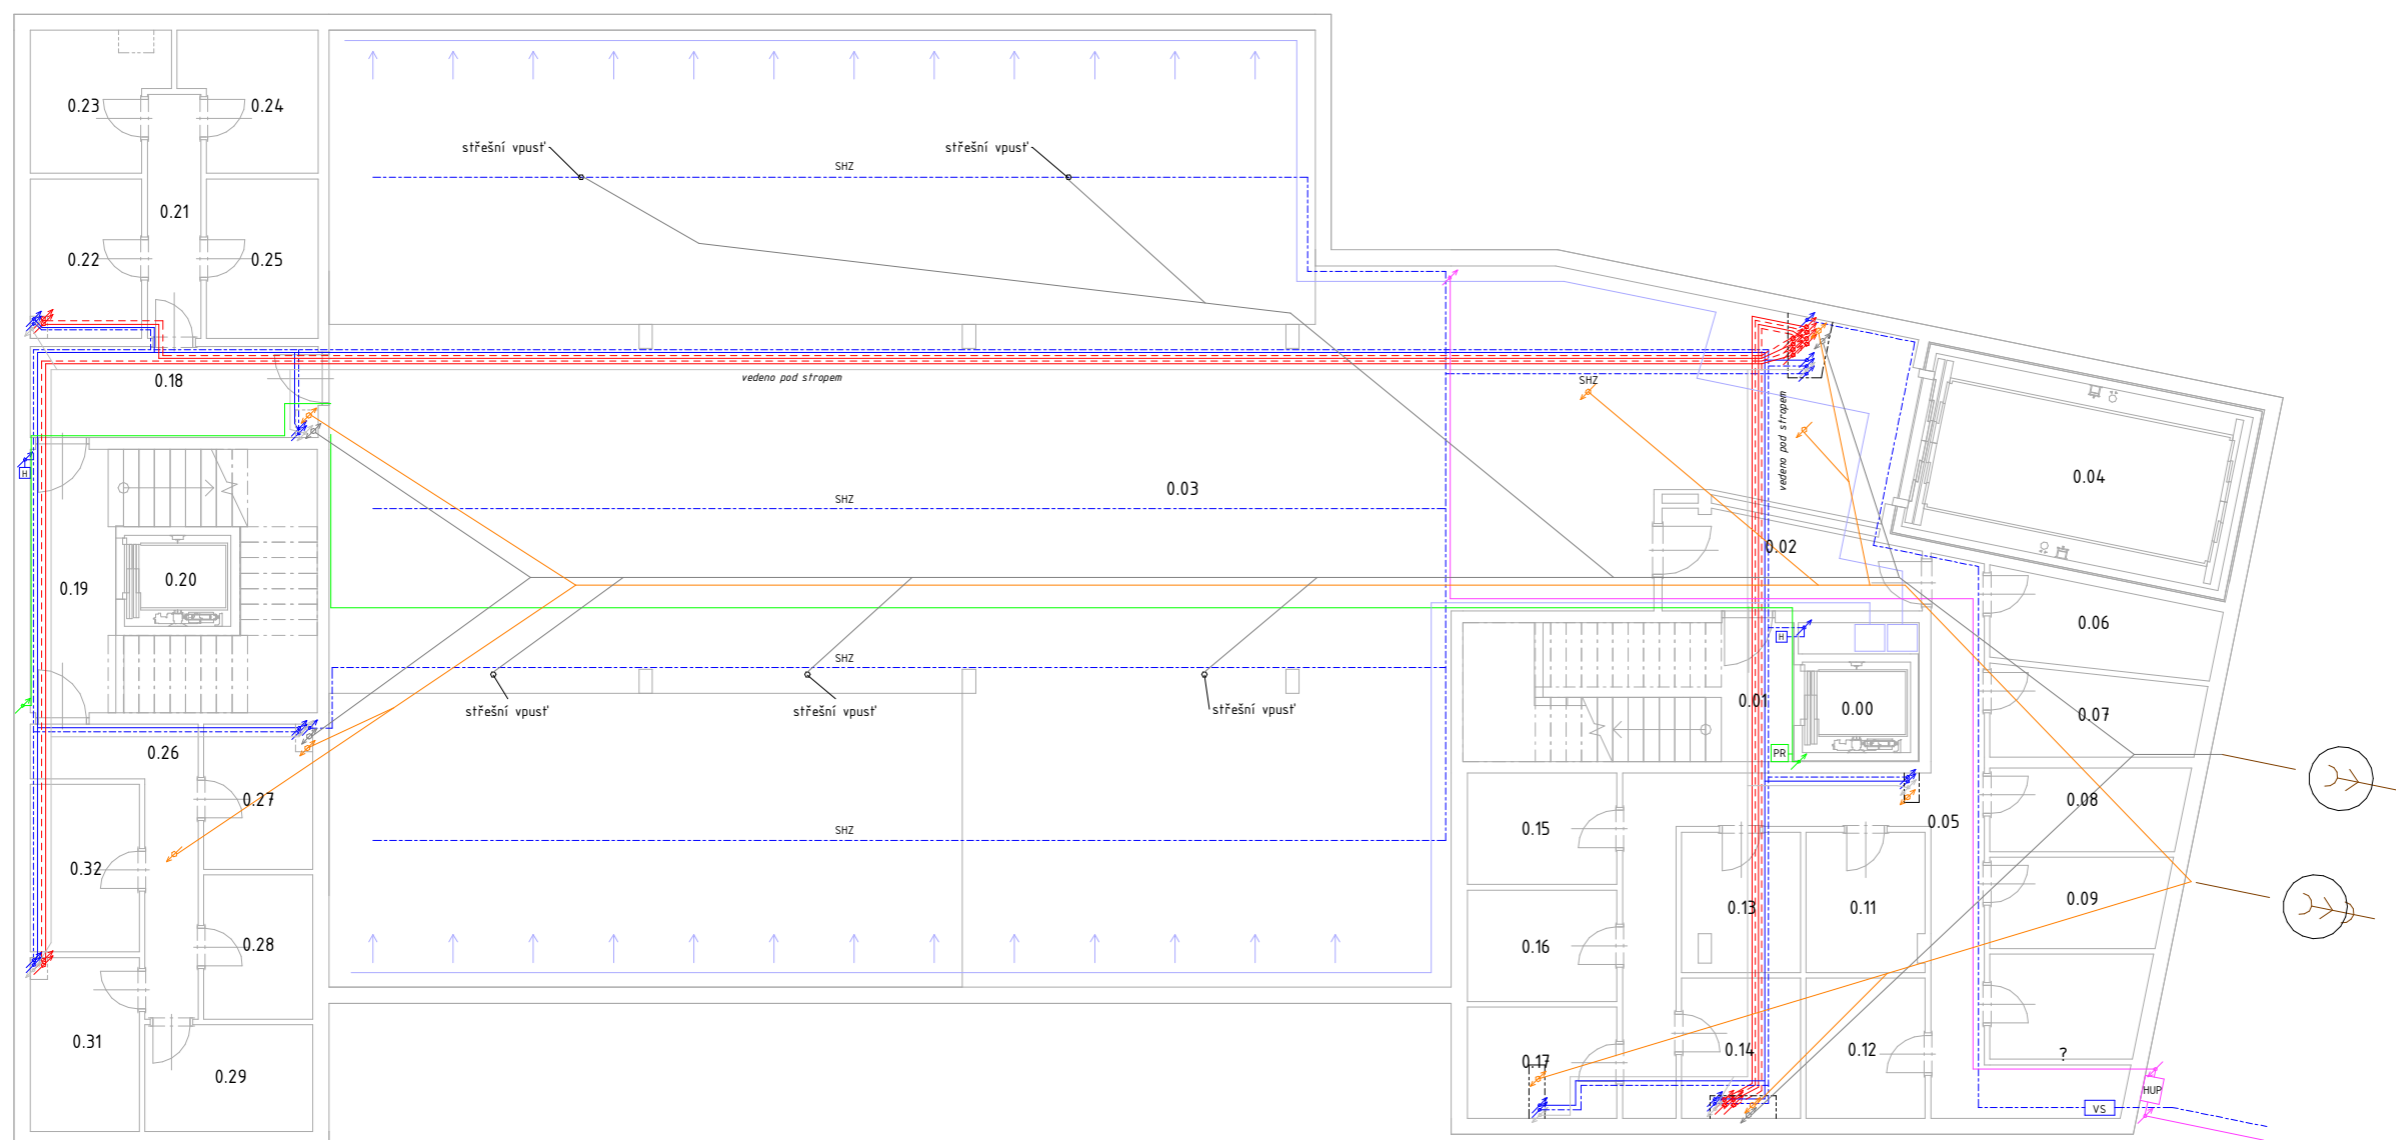 0.23
0.24
střešní vpusť
střešní vpusť
SHZ
0.21
0.22
0.25
0.18
vedeno pod stropem
SHZ
vedeno pod stropem
H
0.04
0.03
SHZ
0.02
0.20
0.19
0.06
H
SHZ
0.01
0.00
0.07
střešní vpusť
střešní vpusť
střešní vpusť
PR
0.26
0.27
0.08
SHZ
0.15
0.05
0.32
0.09
0.13
0.11
0.28
0.16
0.31
0.14
0.12
?
0.17
0.29
HUP
VS